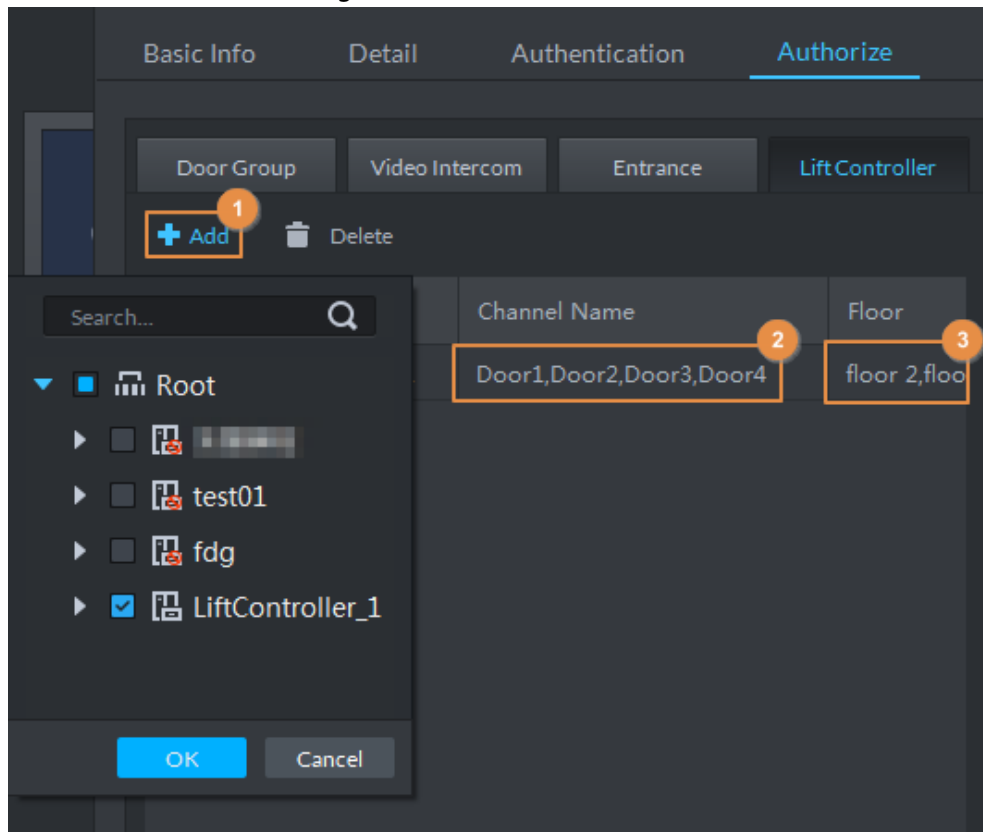 Basic Info Detail Authentication Authorize
Door Group Video Intercom Entrance Lift Controller
1
Add Delete
Search... Channel Name Floor
2 3
Root Door1,Door2,Door3,Door4 floor 2,floo
test01
fdg
LiftController_1
OK Cancel